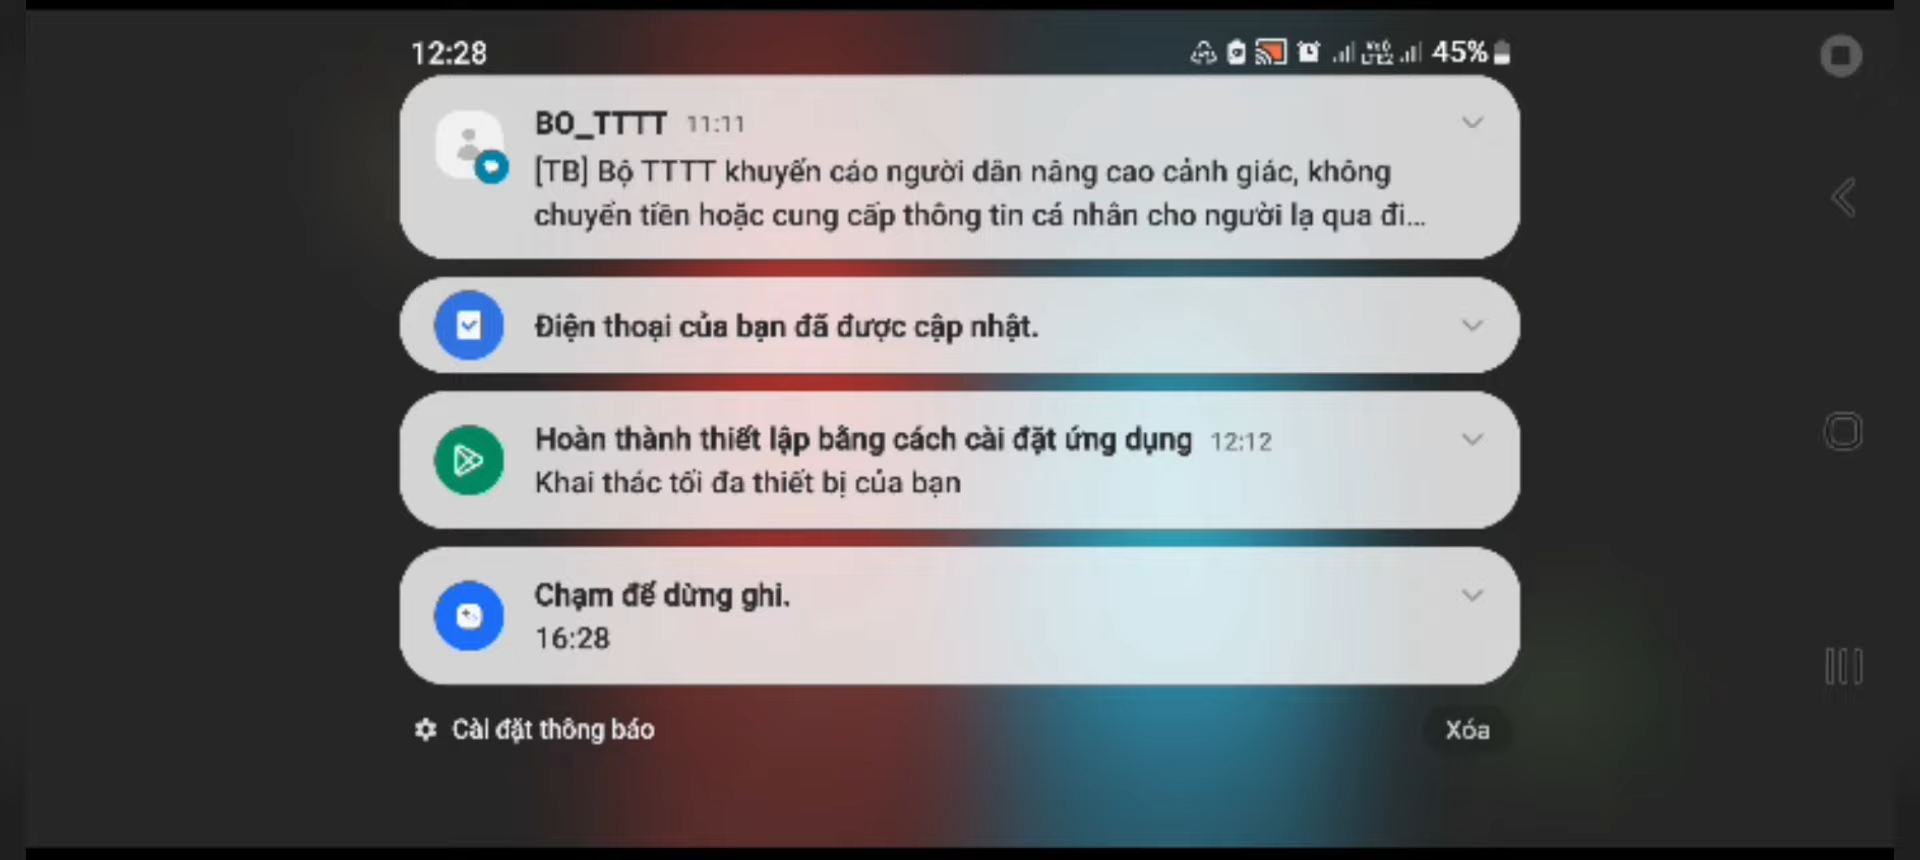 12:28
45%
BO_TTTT 11:11
[TB] Bộ TTTT khuyến cáo người dân nâng cao cảnh giác, không
chuyển tiền hoặc cung cấp thông tin cá nhân cho người lạ qua đi...
Điện thoại của bạn đã được cập nhật.
Hoàn thành thiết lập bằng cách cài đặt ứng dụng 12:12
Khai thác tối đa thiết bị của bạn
Chạm để dừng ghi.
16:28
Cài đặt thông báo
Xóa